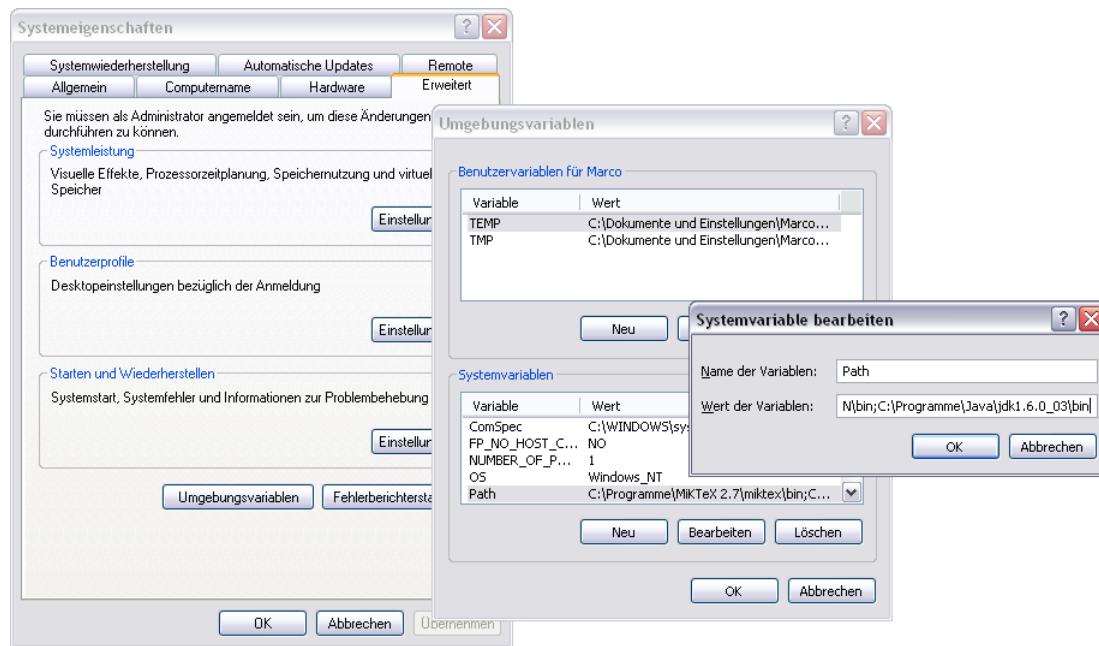 Systemeigenschaften
Systemwiederherstellung Automatische Updates Remote
Allgemein Computername Hardware Erweitert
Sie müssen als Administrator angemeldet sein, um diese Änderungen
durchführen zu können.
Systemleistung
Visuelle Effekte, Prozessorzeitplanung, Speichernutzung und virtuel
Speicher
Einstellur
Benutzerprofile
Desktopeinstellungen bezüglich der Anmeldung
Einstellur
Starten und Wiederherstellen
Systemstart, Systemfehler und Informationen zur Problembehebung
Einstellur
Umgebungsvariablen Fehlerberichtersta
OK Abbrechen Übernehmen
Umgebungsvariablen
Benutzervariablen für Marco
Variable Wert
TEMP C:\Dokumente und Einstellungen\Marco...
TMP C:\Dokumente und Einstellungen\Marco...
Neu
Systemvariablen
Variable Wert
ComSpec C:\WINDOWS\sys
FP_NO_HOST_C... NO
NUMBER_OF_P... 1
OS Windows_NT
Path C:\Programme\MiKTeX 2.7\miktex\bin;C...
Neu Bearbeiten Löschen
OK Abbrechen
Systemvariable bearbeiten
Name der Variablen: Path
Wert der Variablen: N\bin;C:\Programme\Java\jdk1.6.0_03\bin
OK Abbrechen